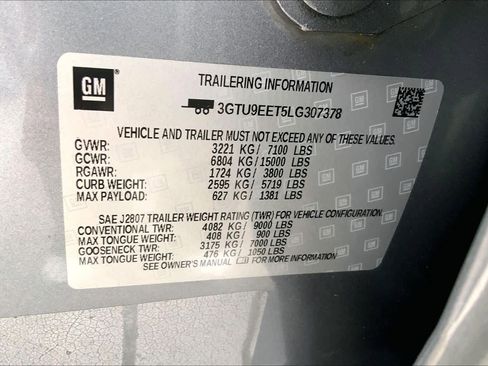 GM
TRAILERING INFORMATION
3GTU9EET5LG307378
VEHICLE AND TRAILER MUST NOT EXCEED ANY OF THESE VALUES.
GVWR: 3221 KG / 7100 LBS
GCWR: 6804 KG / 15000 LBS
RGAWR: 1724 KG / 3800 LBS
CURB WEIGHT: 2595 KG / 5719 LBS
MAX PAYLOAD: 627 KG / 1381 LBS
SAE J2807 TRAILER WEIGHT RATING (TWR) FOR VEHICLE CONFIGURATION.
CONVENTIONAL TWR: 4082 KG / 9000 LBS
MAX TONGUE WEIGHT: 408 KG / 900 LBS
GOOSENECK TWR: 3175 KG / 7000 LBS
MAX TONGUE WEIGHT: 476 KG / 1050 LBS
SEE OWNER'S MANUAL FOR MORE INFORMATION